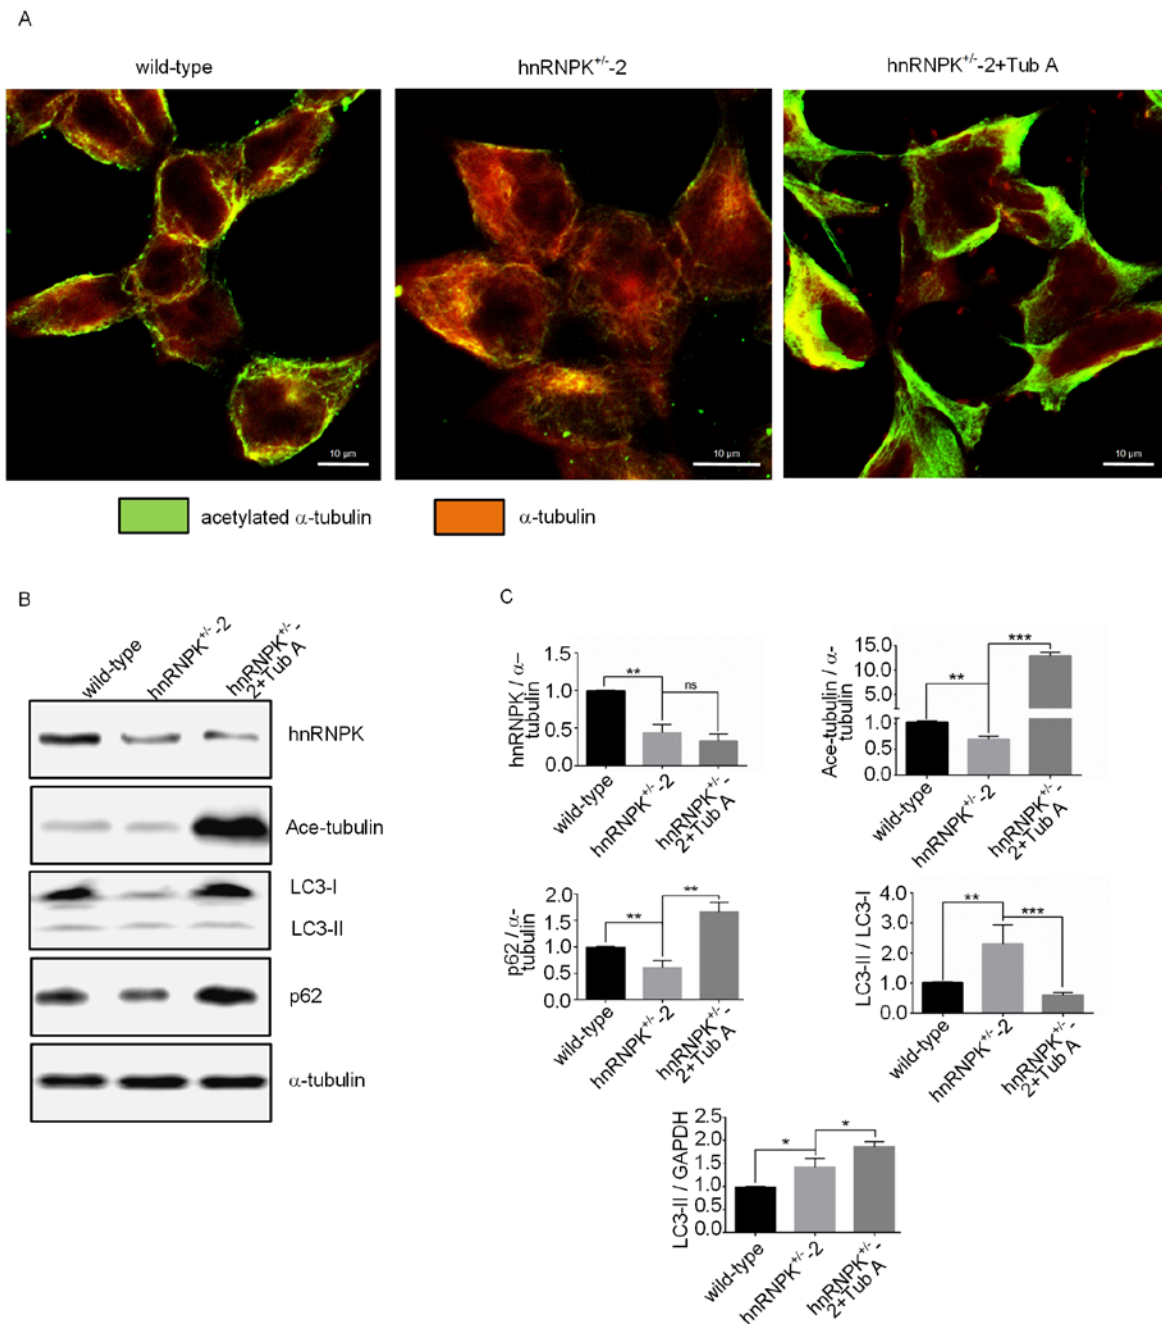 A
wild-type
hnRNPK+/--2
hnRNPK+/--2+Tub A
10 µm
10 µm
10 µm
acetylated α-tubulin
α-tubulin
B
wild-type
hnRNPK+/--2
hnRNPK+/--
2+Tub A
hnRNPK
Ace-tubulin
LC3-I
LC3-II
p62
α-tubulin
C
hnRNPK / α–
tubulin
1.5
1.0
0.5
0.0
**
ns
wild-type
hnRNPK+/--2
hnRNPK+/--
2+Tub A
Ace-tubulin / α-
tubulin
15.0
10.0
5.0
1.0
0.5
0.0
**
***
wild-type
hnRNPK+/--2
hnRNPK+/--
2+Tub A
p62 / α-
tubulin
2.0
1.5
1.0
0.5
0.0
**
**
wild-type
hnRNPK+/--2
hnRNPK+/--
2+Tub A
LC3-II / LC3-I
4.0
3.0
2.0
1.0
0.0
**
***
wild-type
hnRNPK+/--2
hnRNPK+/--
2+Tub A
LC3-II / GAPDH
2.5
2.0
1.5
1.0
0.5
0.0
*
*
wild-type
hnRNPK+/--2
hnRNPK+/--
2+Tub A